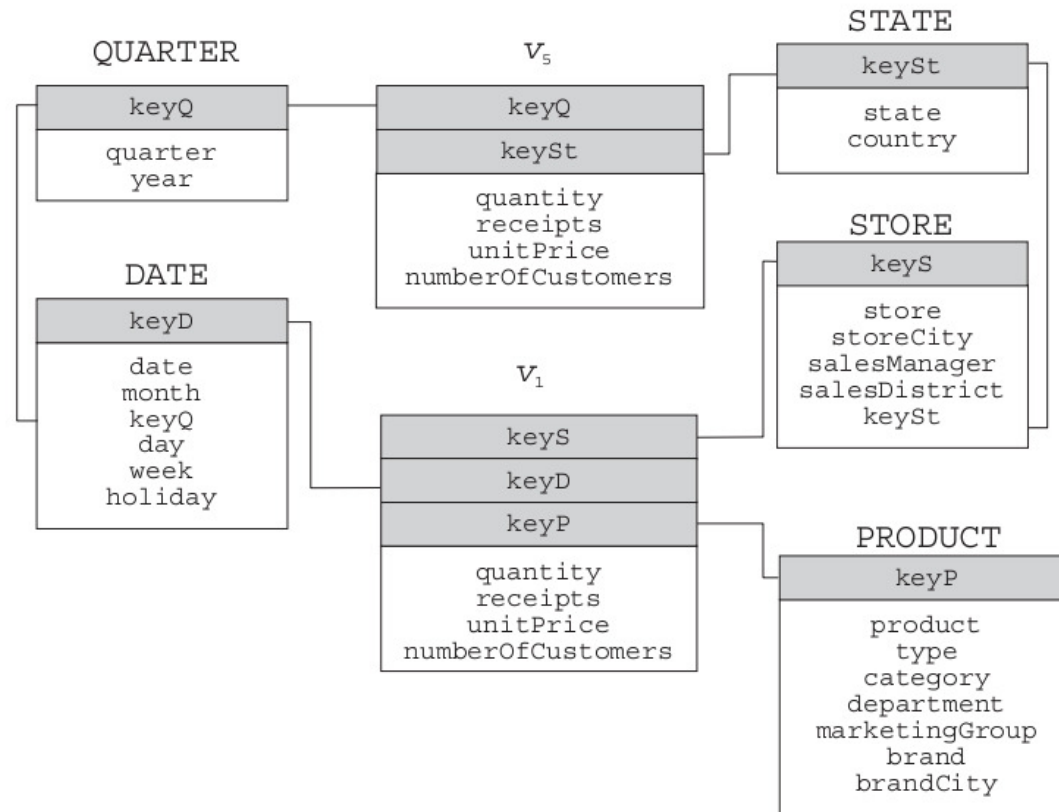 QUARTER
keyQ
quarter
year
V5
keyQ
keySt
quantity
receipts
unitPrice
numberOfCustomers
STATE
keySt
state
country
DATE
keyD
date
month
keyQ
day
week
holiday
V1
keyS
keyD
keyP
quantity
receipts
unitPrice
numberOfCustomers
STORE
keyS
store
storeCity
salesManager
salesDistrict
keySt
PRODUCT
keyP
product
type
category
department
marketingGroup
brand
brandCity